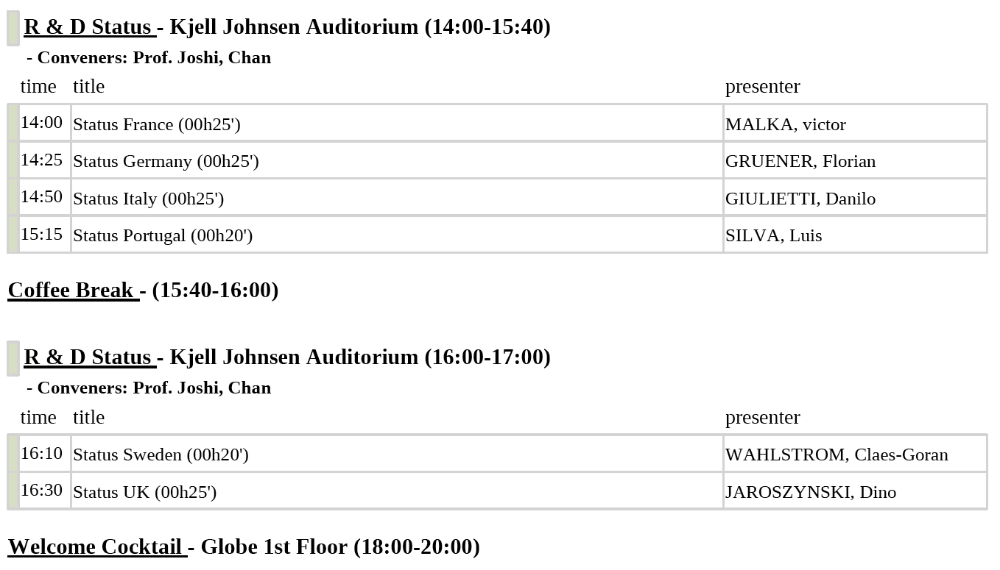 R & D Status - Kjell Johnsen Auditorium (14:00-15:40)
- Conveners: Prof. Joshi, Chan
time title presenter
14:00 Status France (00h25') MALKA, victor
14:25 Status Germany (00h25') GRUENER, Florian
14:50 Status Italy (00h25') GIULIETTI, Danilo
15:15 Status Portugal (00h20') SILVA, Luis
Coffee Break - (15:40-16:00)
R & D Status - Kjell Johnsen Auditorium (16:00-17:00)
- Conveners: Prof. Joshi, Chan
time title presenter
16:10 Status Sweden (00h20') WAHLSTROM, Claes-Goran
16:30 Status UK (00h25') JAROSZYNSKI, Dino
Welcome Cocktail - Globe 1st Floor (18:00-20:00)